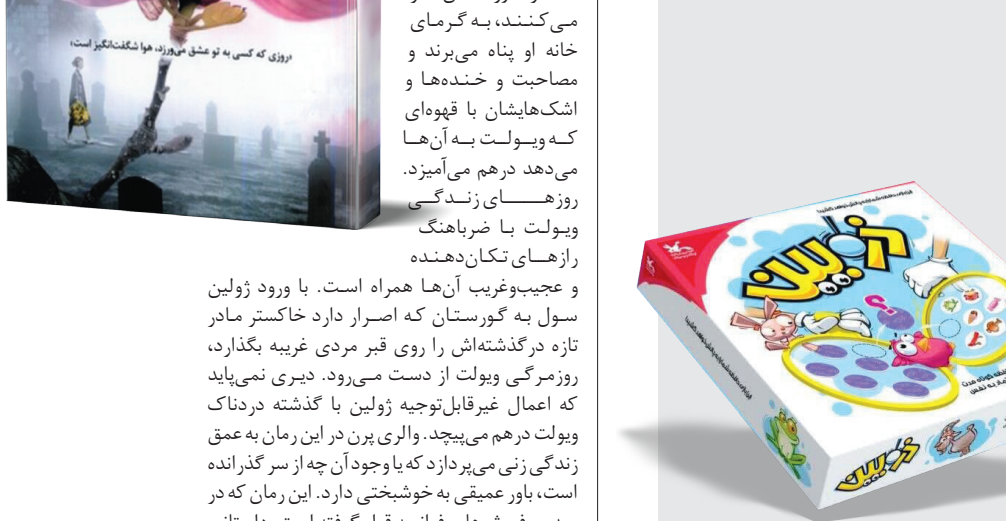 می‌کنند، به گرمای
خانه او پناه می‌برند و
مصاحبت و خنده‌ها و
اشک‌هایشان با قهوه‌ای
که ویولت به آن‌ها
می‌دهد درهم می‌آمیزد.
روزهای زندگی
ویولت با ضرباهنگ
رازهای تکان‌دهنده
و عجیب‌وغریب آن‌ها همراه است. با ورود ژولین
سول به گورستان که اصرار دارد خاکستر مادر
تازه درگذشته‌اش را روی قبر مردی غریبه بگذارد،
روزمرگی ویولت از دست می‌رود. دیری نمی‌پاید
که اعمال غیرقابل‌توجیه ژولین با گذشته دردناک
ویولت درهم می‌پیچد. والری پرن در این رمان به عمق
زندگی زنی می‌پردازد که یا وجود آن چه از سر گذرانده
است، باور عمیقی به خوشبختی دارد. این رمان که در
«روزی که کسی به تو عشق می‌ورزد، هوا شگفت‌انگیز است»
ذره‌بین
ذره‌بین